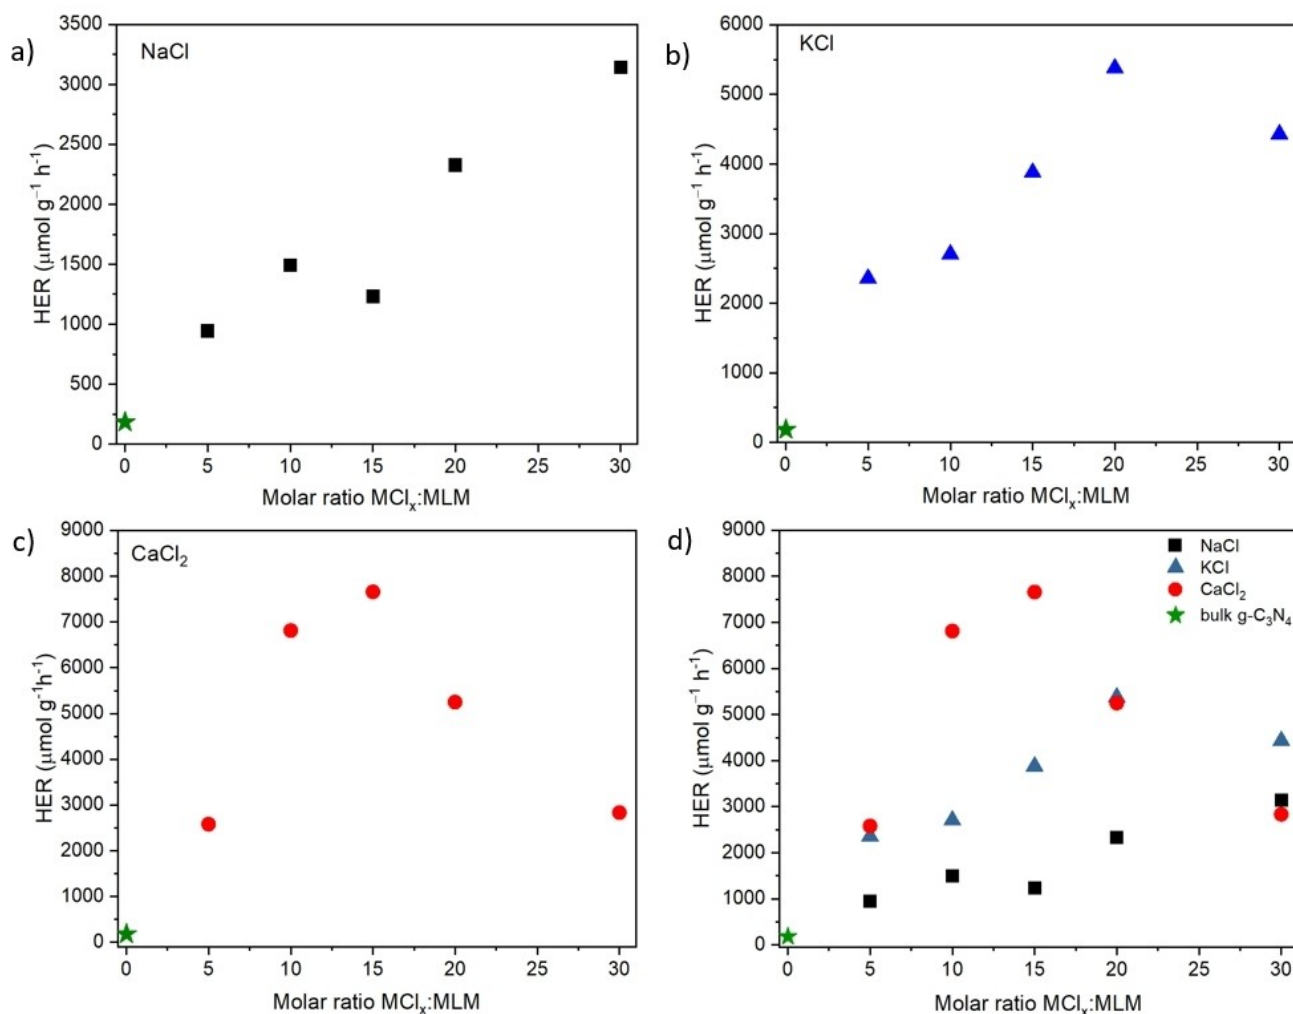 a)
NaCl
HER (μmol g⁻¹ h⁻¹)
3500
3000
2500
2000
1500
1000
500
0
0 5 10 15 20 25 30
Molar ratio MClₓ:MLM
b)
KCl
HER (μmol g⁻¹ h⁻¹)
6000
5000
4000
3000
2000
1000
0
0 5 10 15 20 25 30
Molar ratio MClₓ:MLM
c)
CaCl₂
HER (μmol g⁻¹h⁻¹)
9000
8000
7000
6000
5000
4000
3000
2000
1000
0
0 5 10 15 20 25 30
Molar ratio MClₓ:MLM
d)
NaCl
KCl
CaCl₂
bulk g-C₃N₄
HER (μmol g⁻¹ h⁻¹)
9000
8000
7000
6000
5000
4000
3000
2000
1000
0
0 5 10 15 20 25 30
Molar ratio MClₓ:MLM